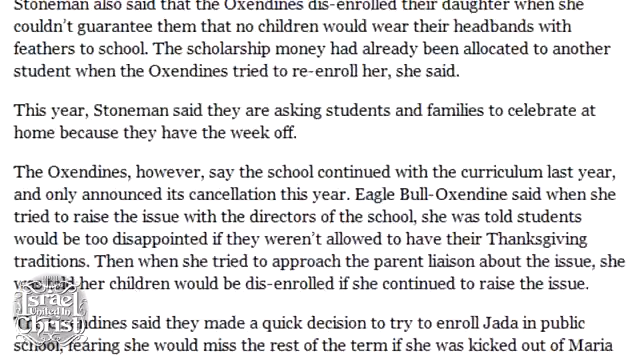 Stoneman also said that the Oxendines dis-enrolled their daughter when she
couldn't guarantee them that no children would wear their headbands with
feathers to school. The scholarship money had already been allocated to another
student when the Oxendines tried to re-enroll her, she said.
This year, Stoneman said they are asking students and families to celebrate at
home because they have the week off.
The Oxendines, however, say the school continued with the curriculum last year,
and only announced its cancellation this year. Eagle Bull-Oxendine said when she
tried to raise the issue with the directors of the school, she was told students
would be too disappointed if they weren't allowed to have their Thanksgiving
traditions. Then when she tried to approach the parent liaison about the issue, she
her children would be dis-enrolled if she continued to raise the issue.
said they made a quick decision to try to enroll Jada in public
school, fearing she would miss the rest of the term if she was kicked out of Maria
Israel
United In
Christ